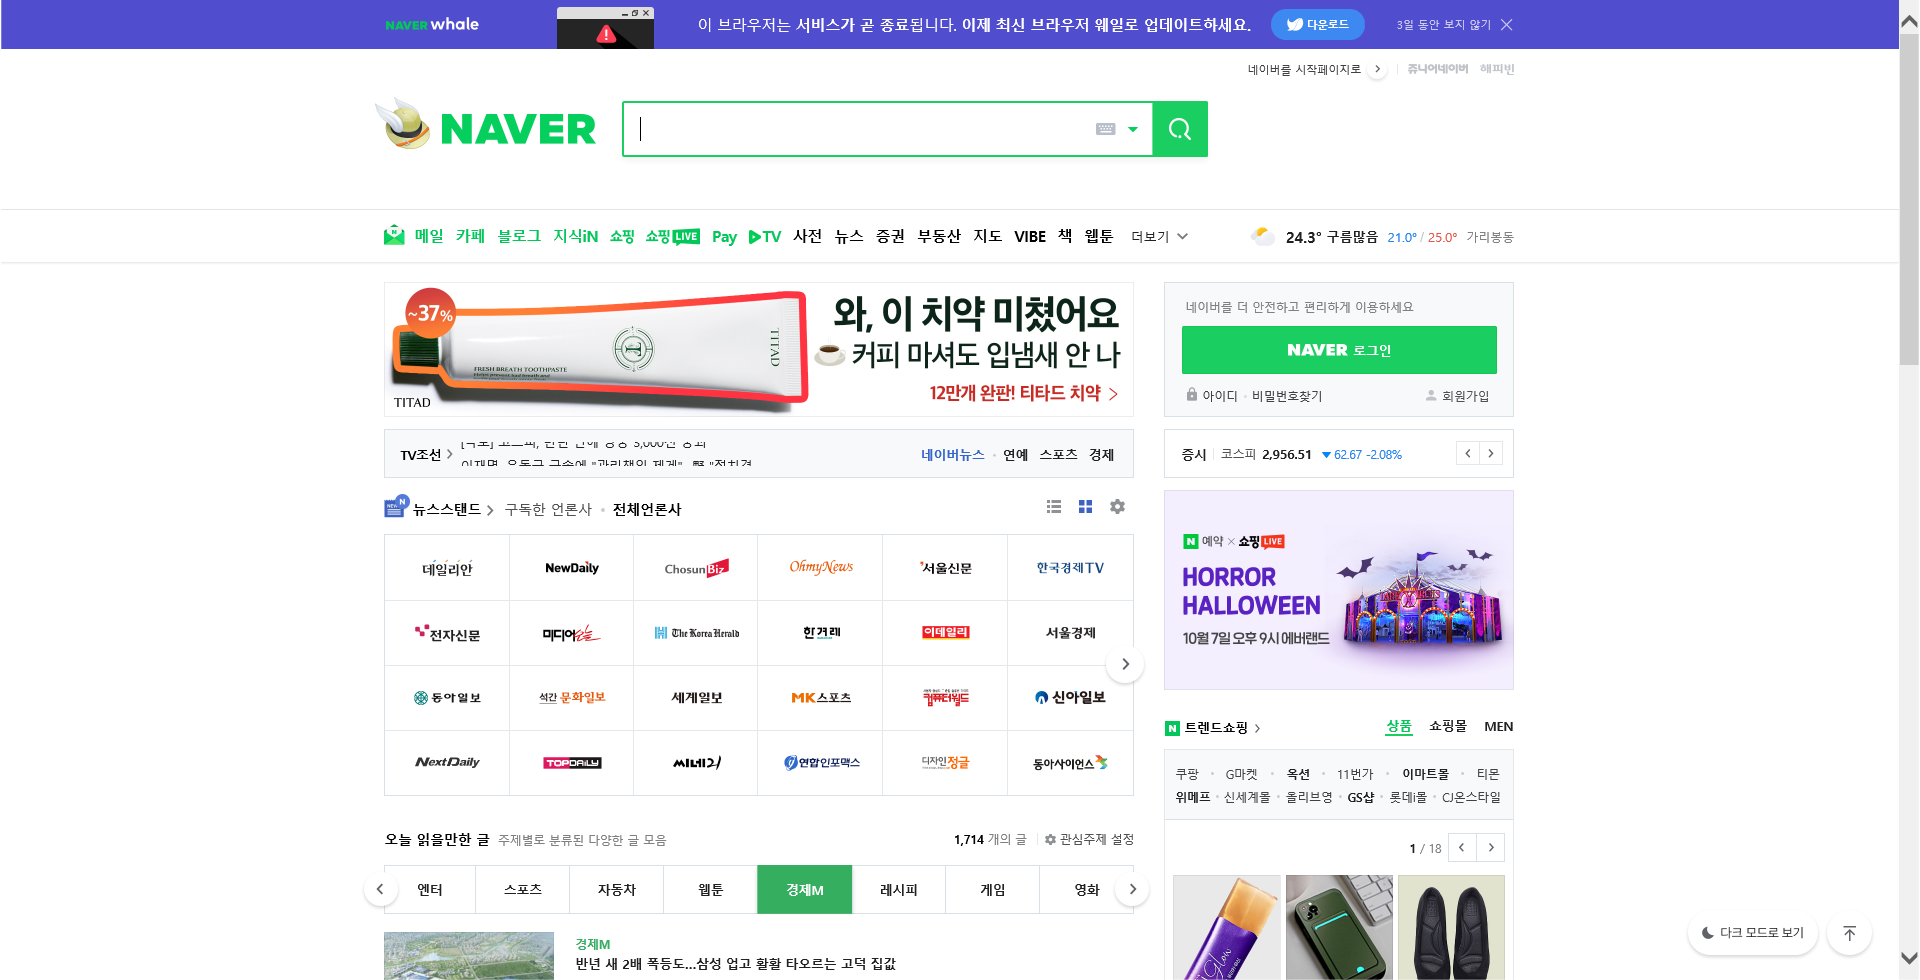 NAVER whale
이 브라우저는 서비스가 곧 종료됩니다. 이제 최신 브라우저 웨일로 업데이트하세요.
다운로드
3일 동안 보지 않기
네이버를 시작페이지로
쥬니어네이버
해피빈
NAVER
메일 카페 블로그 지식iN 쇼핑 쇼핑LIVE Pay TV 사전 뉴스 증권 부동산 지도 VIBE 책 웹툰 더보기
24.3° 구름많음 21.0° / 25.0° 가리봉동
~37%
와, 이 치약 미쳤어요
커피 마셔도 입냄새 안 나
12만개 완판! 티타드 치약 >
TITAD
FRESH BREATH TOOTHPASTE
TITAD
네이버를 더 안전하고 편리하게 이용하세요
NAVER 로그인
아이디 · 비밀번호찾기
회원가입
TV조선 >
네이버뉴스 · 연예 스포츠 경제
증시 코스피 2,956.51 ▼ 62.67 -2.08%
뉴스스탠드 > 구독한 언론사 · 전체언론사
데일리안 NewDaily ChosunBiz OhmyNews 서울신문 한국경제TV
전자신문 미디어오늘 The Korea Herald 한겨레 이데일리 서울경제
동아일보 석간 문화일보 세계일보 MK스포츠 컴퓨터월드 신아일보
NextDaily TOPDAILY 씨네21 연합인포맥스 디자인정글 동아사이언스
N 예약 × 쇼핑LIVE
HORROR
HALLOWEEN
10월 7일 오후 9시 에버랜드
트렌드쇼핑 >
상품 쇼핑몰 MEN
쿠팡 · G마켓 · 옥션 · 11번가 · 이마트몰 · 티몬
위메프 · 신세계몰 · 올리브영 · GS샵 · 롯데i몰 · CJ온스타일
1 / 18
오늘 읽을만한 글 주제별로 분류된 다양한 글 모음
1,714 개의 글
관심주제 설정
엔터 스포츠 자동차 웹툰 경제M 레시피 게임 영화
경제M
반년 새 2배 폭등도...삼성 업고 활활 타오르는 고덕 집값
다크 모드로 보기